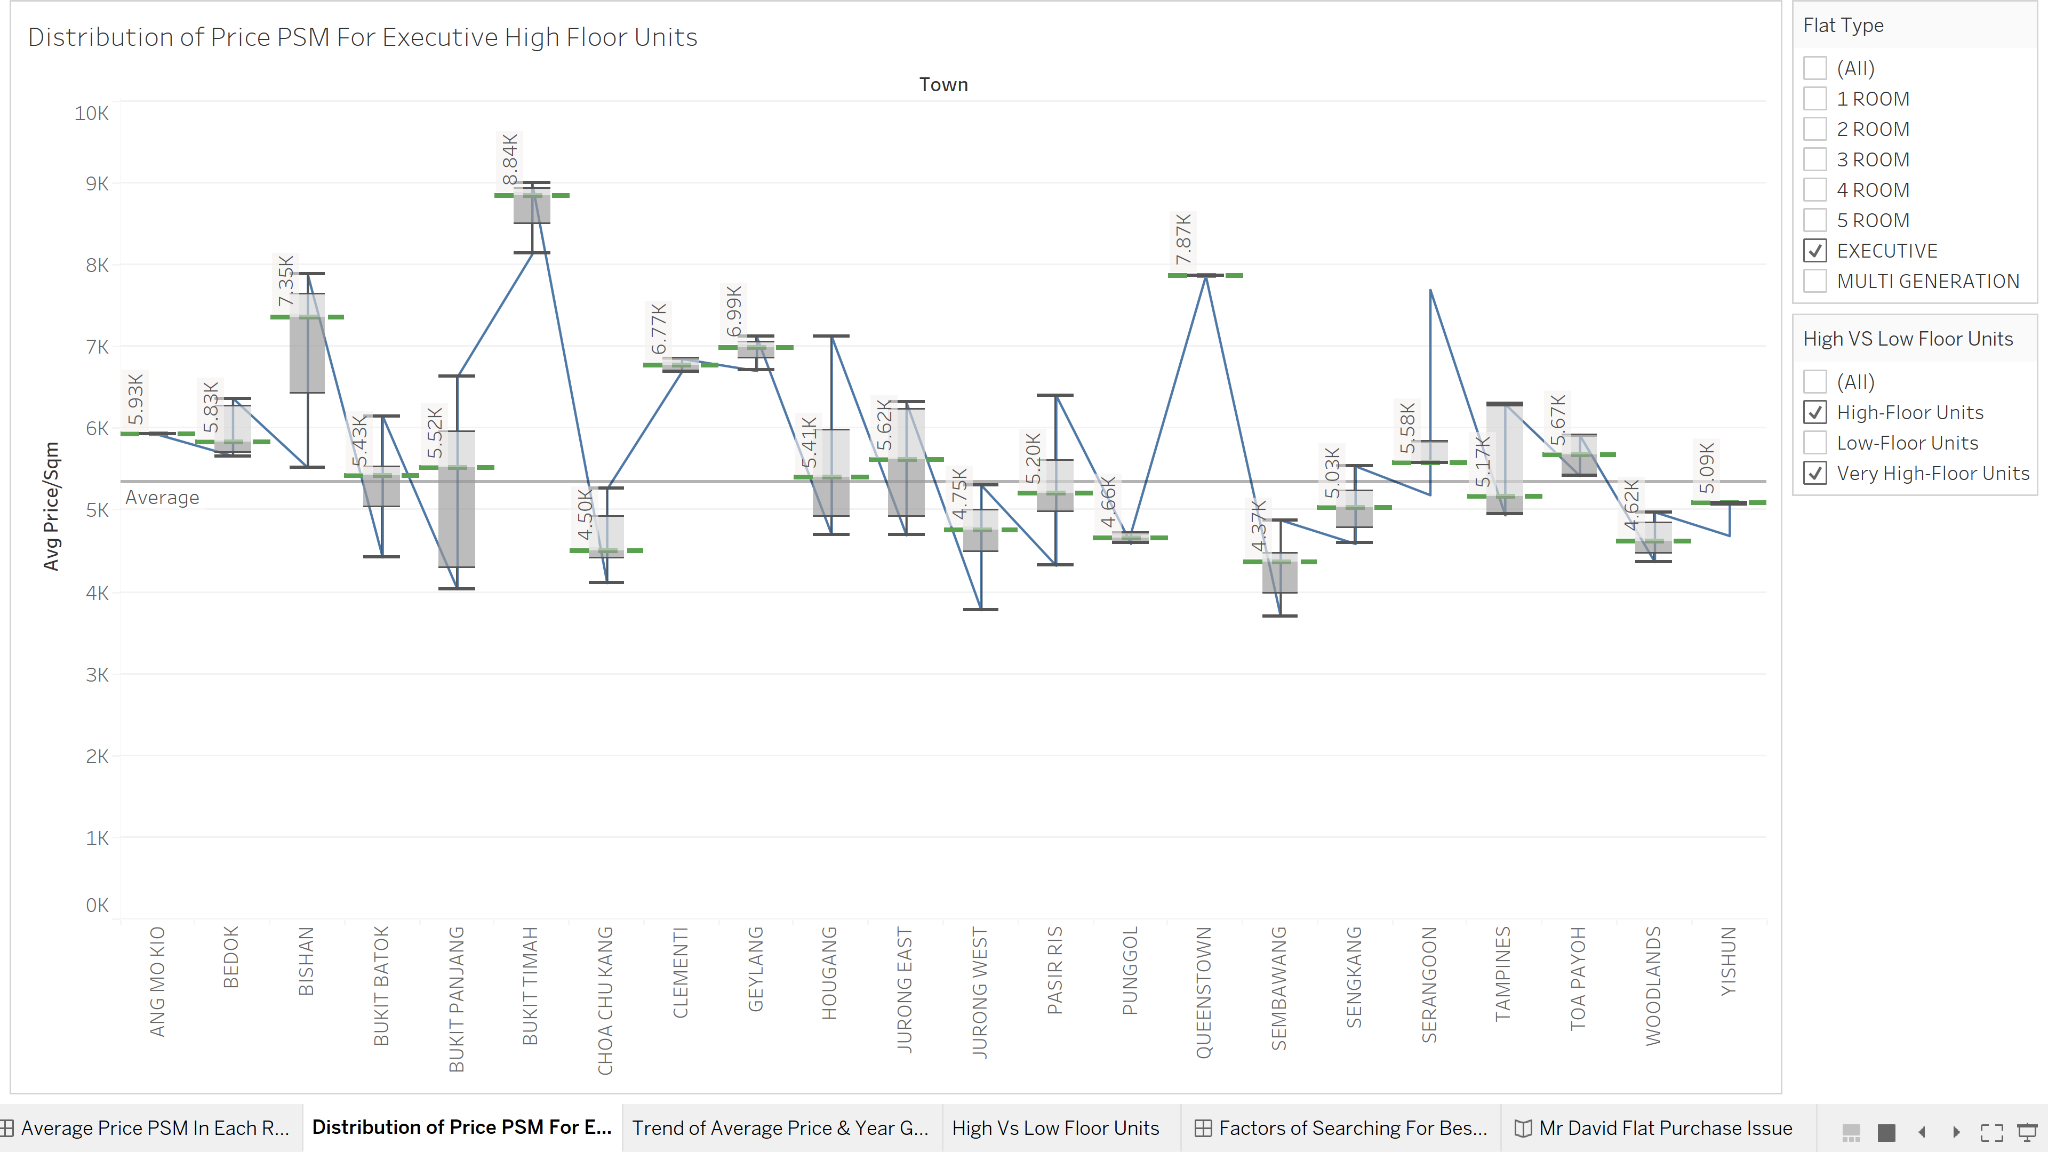 Distribution of Price PSM For Executive High Floor Units
Town
Avg Price/Sqm
10K
9K
8K
7K
6K
5K
4K
3K
2K
1K
0K
Average
5.93K
5.83K
7.35K
5.43K
5.52K
8.84K
4.50K
6.77K
6.99K
5.41K
5.62K
4.75K
5.20K
4.66K
7.87K
4.37K
5.03K
5.58K
5.17K
5.67K
4.62K
5.09K
ANG MO KIO
BEDOK
BISHAN
BUKIT BATOK
BUKIT PANJANG
BUKIT TIMAH
CHOA CHU KANG
CLEMENTI
GEYLANG
HOUGANG
JURONG EAST
JURONG WEST
PASIR RIS
PUNGGOL
QUEENSTOWN
SEMBAWANG
SENGKANG
SERANGOON
TAMPINES
TOA PAYOH
WOODLANDS
YISHUN
Flat Type
(All)
1 ROOM
2 ROOM
3 ROOM
4 ROOM
5 ROOM
EXECUTIVE
MULTI GENERATION
High VS Low Floor Units
(All)
High-Floor Units
Low-Floor Units
Very High-Floor Units
Average Price PSM In Each R...
Distribution of Price PSM For E...
Trend of Average Price & Year G...
High Vs Low Floor Units
Factors of Searching For Bes...
Mr David Flat Purchase Issue